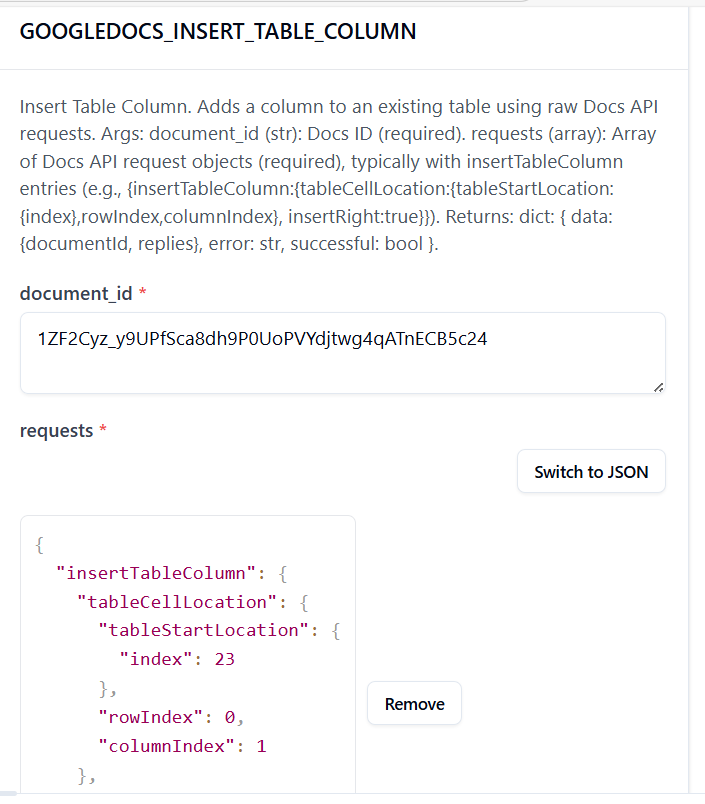 GOOGLEDOCS_INSERT_TABLE_COLUMN
Insert Table Column. Adds a column to an existing table using raw Docs API
requests. Args: document_id (str): Docs ID (required). requests (array): Array
of Docs API request objects (required), typically with insertTableColumn
entries (e.g., {insertTableColumn:{tableCellLocation:{tableStartLocation:
{index},rowIndex,columnIndex}, insertRight:true}}). Returns: dict: { data:
{documentId, replies}, error: str, successful: bool }.
document_id *
1ZF2Cyz_y9UPfSca8dh9P0UoPVYdjtwg4qATnECB5c24
requests *
Switch to JSON
{
"insertTableColumn": {
"tableCellLocation": {
"tableStartLocation": {
"index": 23
},
"rowIndex": 0,
"columnIndex": 1
},
Remove